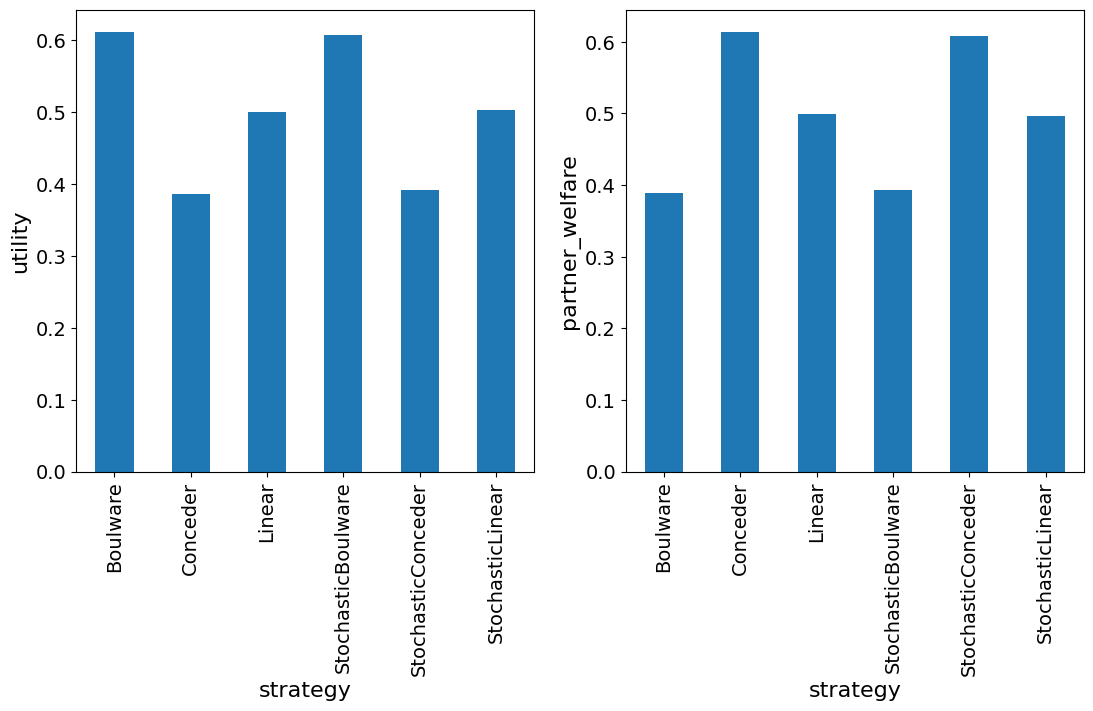 utility
0.6
0.5
0.4
0.3
0.2
0.1
0.0
Boulware
Conceder
Linear
StochasticBoulware
StochasticConceder
StochasticLinear
strategy
partner_welfare
0.6
0.5
0.4
0.3
0.2
0.1
0.0
Boulware
Conceder
Linear
StochasticBoulware
StochasticConceder
StochasticLinear
strategy